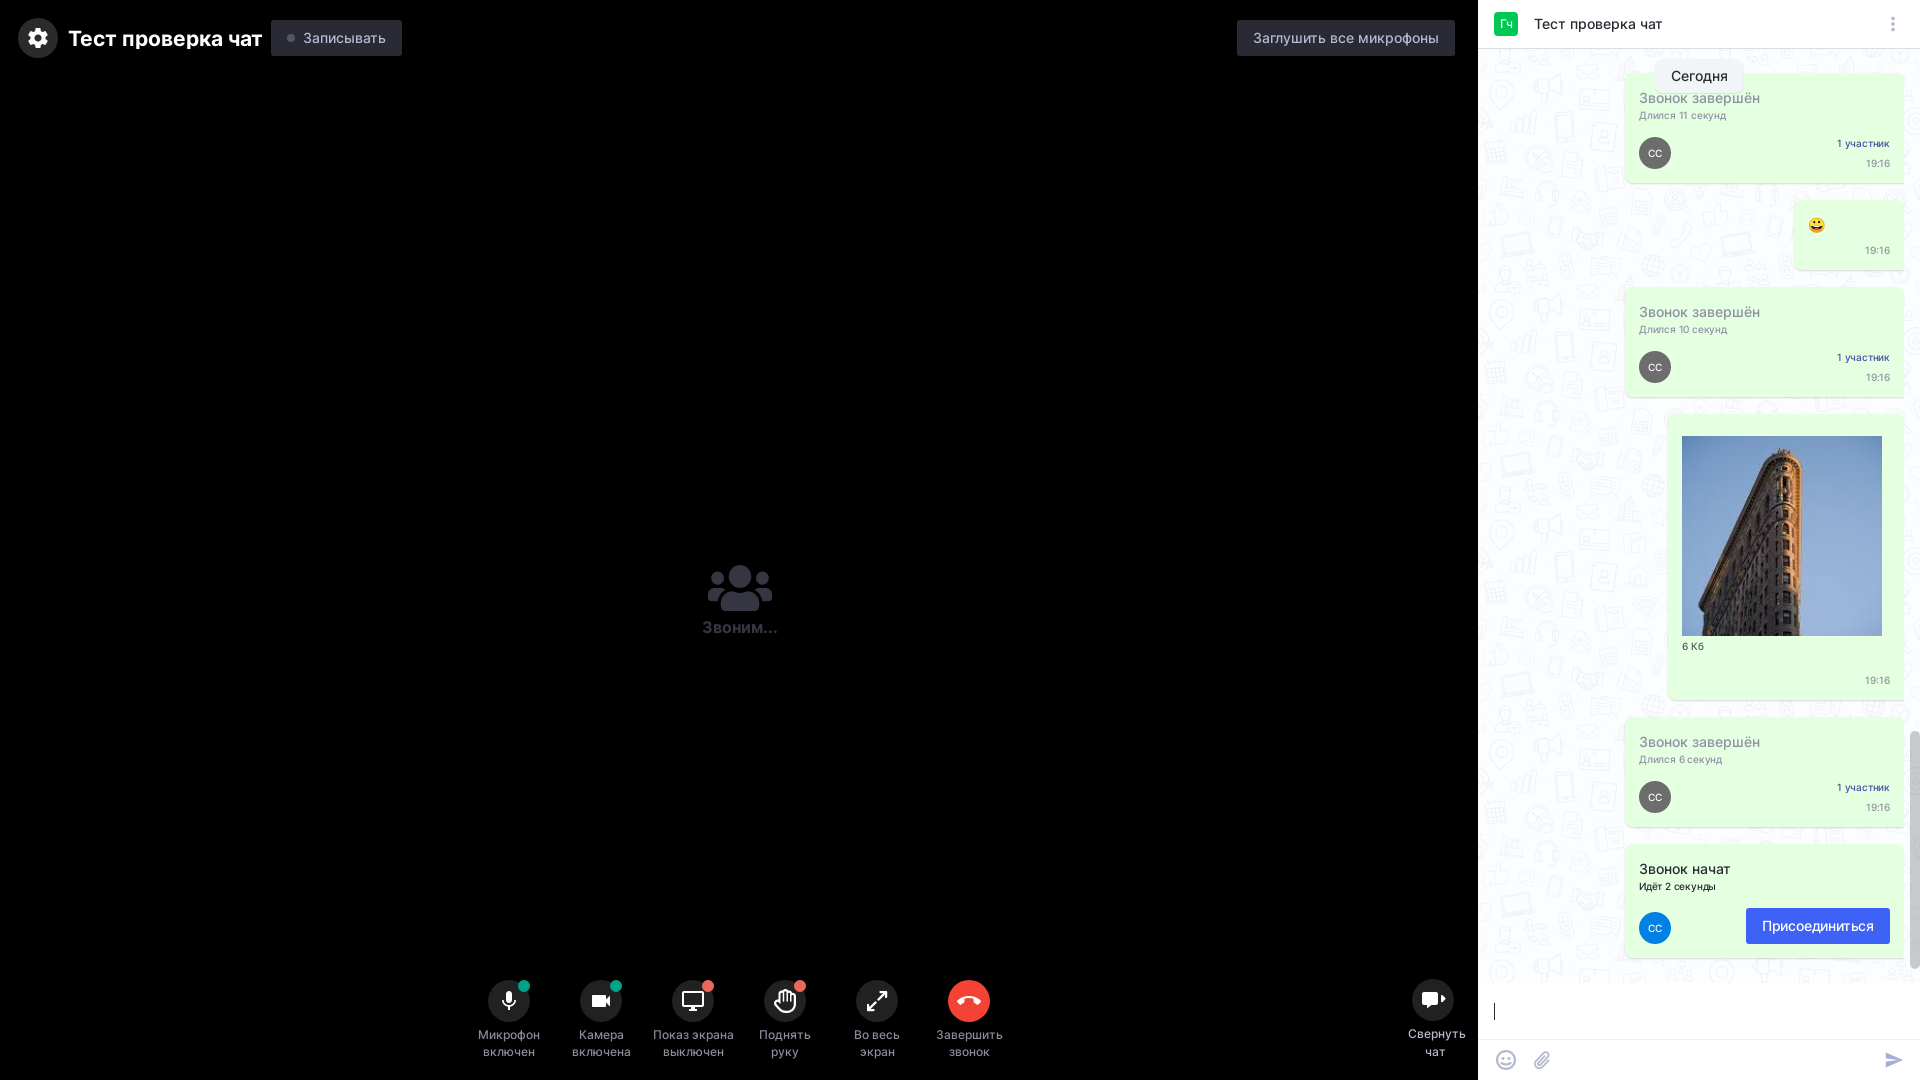 Тест проверка чат
Записывать
Заглушить все микрофоны
Звоним...
Микрофон
включен
Камера
включена
Показ экрана
выключен
Поднять
руку
Во весь
экран
Завершить
звонок
Свернуть
чат
Гч
Тест проверка чат
Сегодня
Звонок завершён
Длился 11 секунд
СС
1 участник
19:16
19:16
Звонок завершён
Длился 10 секунд
СС
1 участник
19:16
6 Кб
19:16
Звонок завершён
Длился 6 секунд
СС
1 участник
19:16
Звонок начат
Идёт 2 секунды
СС
Присоединиться